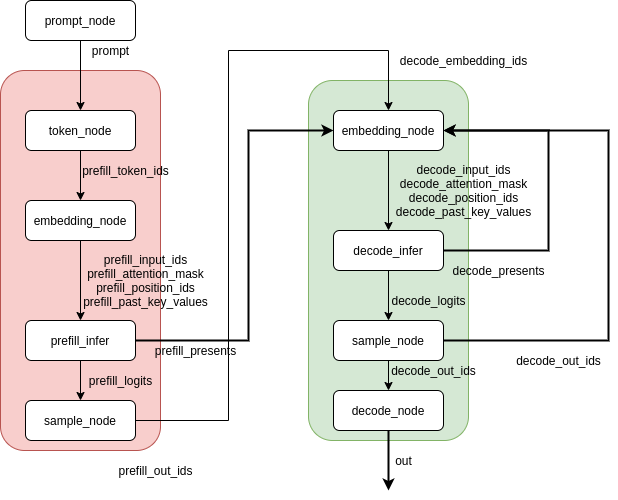 prompt_node
prompt
decode_embedding_ids
token_node
embedding_node
prefill_token_ids
decode_input_ids
decode_attention_mask
decode_position_ids
decode_past_key_values
embedding_node
decode_infer
prefill_input_ids
prefill_attention_mask
prefill_position_ids
prefill_past_key_values
decode_presents
decode_logits
prefill_infer
prefill_presents
sample_node
decode_out_ids
decode_out_ids
prefill_logits
sample_node
decode_node
prefill_out_ids
out